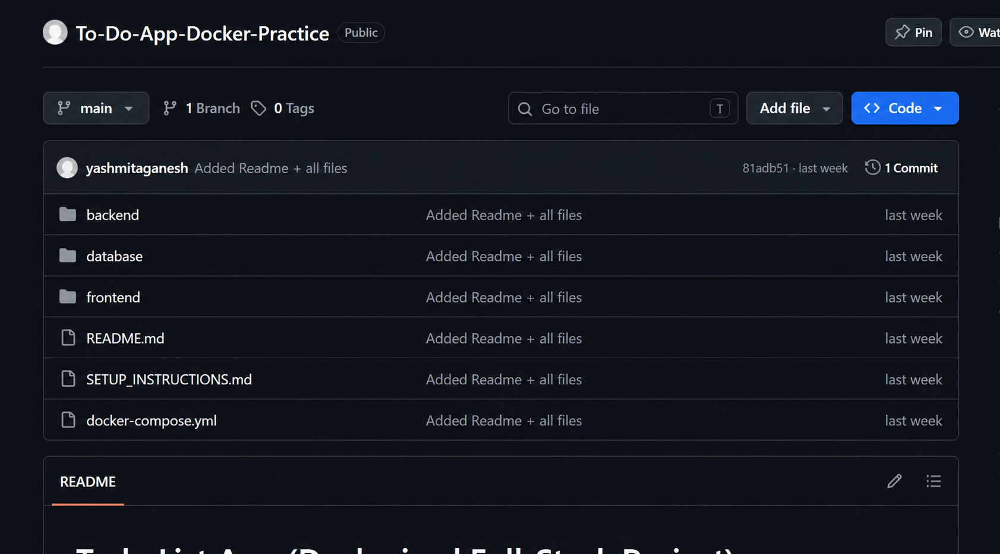 To-Do-App-Docker-Practice Public Pin
main 1 Branch 0 Tags Go to file T Add file Code
yashmitaganesh Added Readme + all files 81adb51 · last week 1 Commit
backend Added Readme + all files last week
database Added Readme + all files last week
frontend Added Readme + all files last week
README.md Added Readme + all files last week
SETUP_INSTRUCTIONS.md Added Readme + all files last week
docker-compose.yml Added Readme + all files last week
README